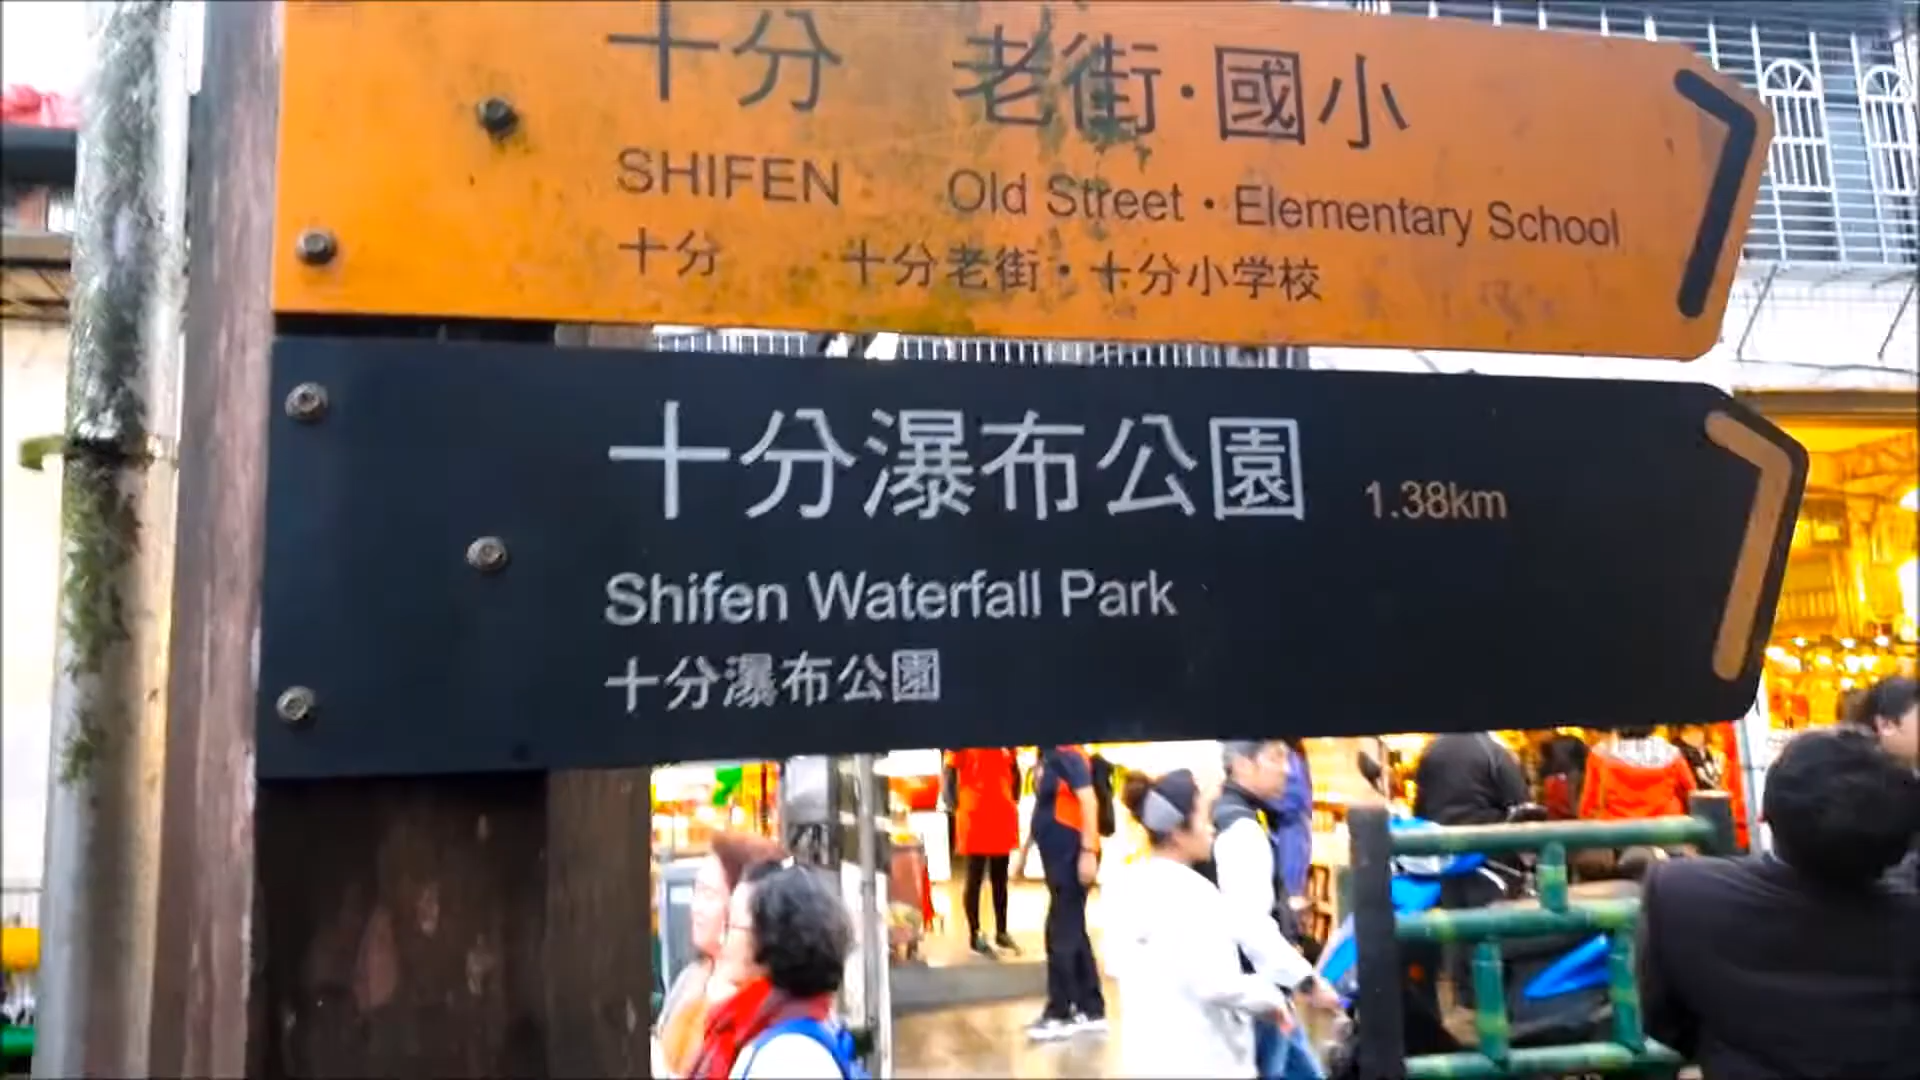 十分 老街·國小
SHIFEN Old Street · Elementary School
十分 十分老街·十分小学校
十分瀑布公園 1.38km
Shifen Waterfall Park
十分瀑布公園